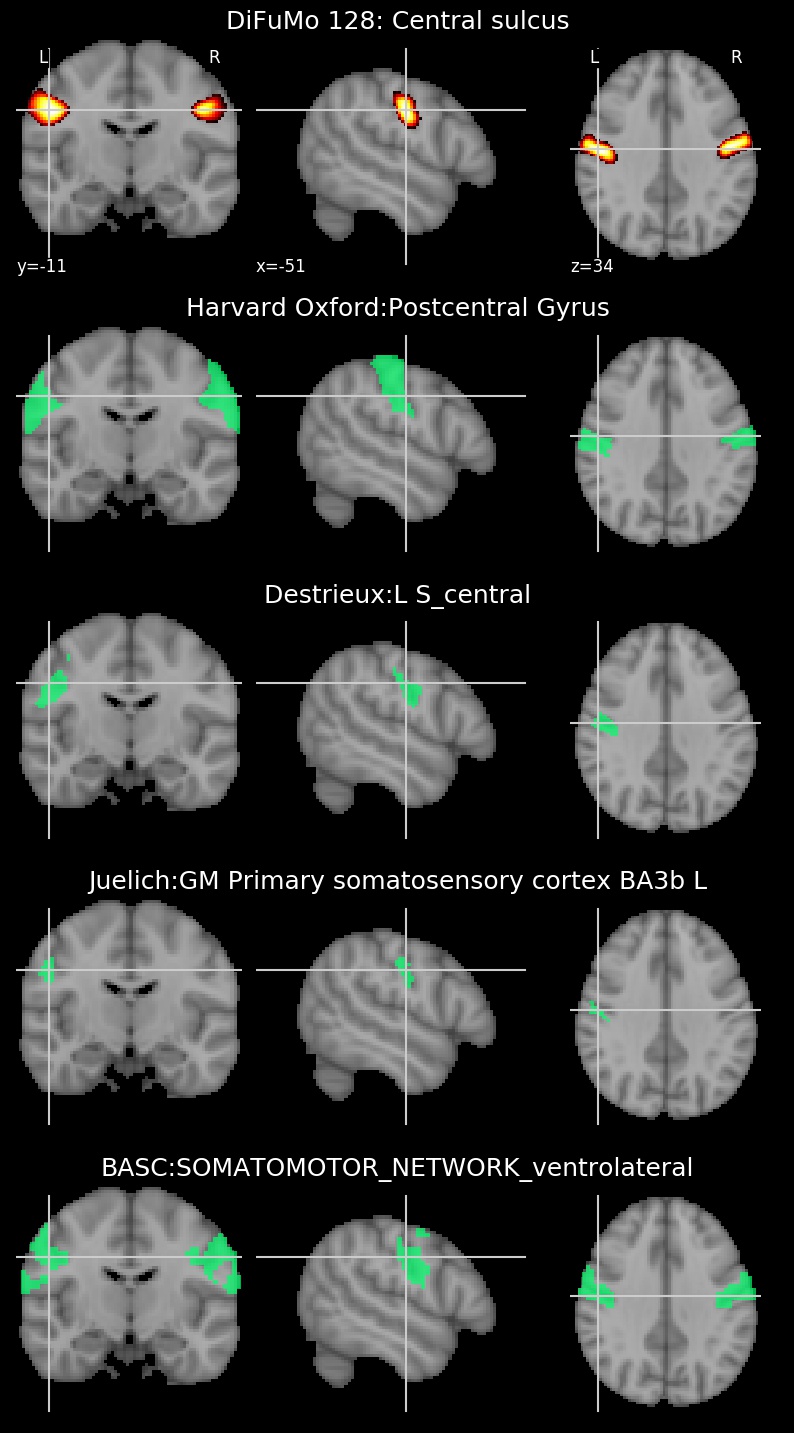 DiFuMo 128: Central sulcus
L R L R
y=-11 x=-51 z=34
Harvard Oxford:Postcentral Gyrus
Destrieux:L S_central
Juelich:GM Primary somatosensory cortex BA3b L
BASC:SOMATOMOTOR_NETWORK_ventrolateral